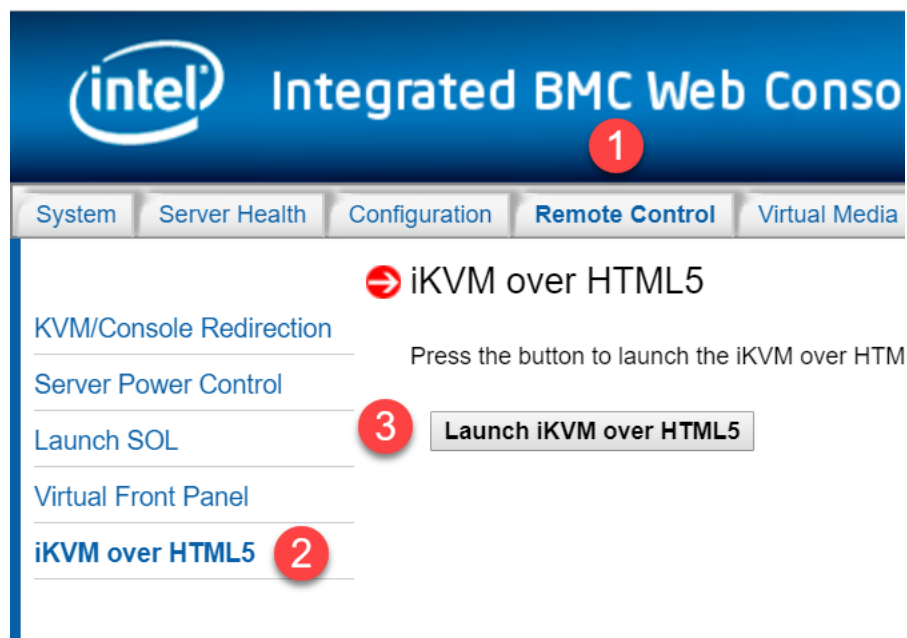 intel Integrated BMC Web Conso
1
System Server Health Configuration Remote Control Virtual Media
iKVM over HTML5
KVM/Console Redirection
Press the button to launch the iKVM over HTM
Server Power Control
3 Launch iKVM over HTML5
Launch SOL
Virtual Front Panel
iKVM over HTML5 2